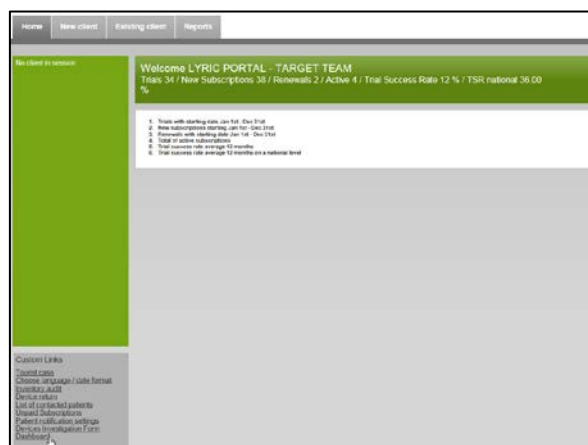 Home New client Existing client Reports
No client in session
Welcome LYRIC PORTAL - TARGET TEAM
Trials 34 / New Subscriptions 38 / Renewals 2 / Active 4 / Trial Success Rate 12 % / TSR national 36.00
%
1. Trials with starting date Jan 1st - Dec 31st
2. New subscriptions starting Jan 1st - Dec 31st
3. Renewals with starting date Jan 1st - Dec 31st
4. Total of active subscriptions
5. Trial success rate average 12 months
6. Trial success rate average 12 months on a national level
Custom Links
Tourist case
Choose language / date format
Inventory audit
Device return
List of contacted patients
Unpaid Subscriptions
Patient notification settings
Devices Investigation Form
Dashboard